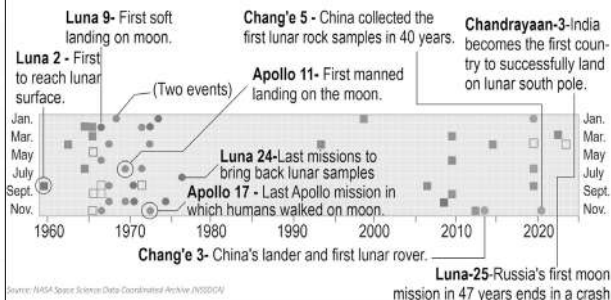 Luna 9- First soft
landing on moon.
Chang'e 5 - China collected the
first lunar rock samples in 40 years.
Chandrayaan-3-India
becomes the first coun-
try to successfully land
on lunar south pole.
Luna 2 - First
to reach lunar
surface.
(Two events)
Apollo 11- First manned
landing on the moon.
Jan.
Mar.
May
July
Sept.
Nov.
Luna 24-Last missions to
bring back lunar samples
Apollo 17 - Last Apollo mission in
which humans walked on moon.
Jan.
Mar.
May
July
Sept.
Nov.
1960
1970
2000
2010
2020
Chang'e 3- China's lander and first lunar rover.
Luna-25-Russia's first moon
mission in 47 years ends in a crash
Source: NASA Space Science Data Coordinated Archive (NSSDCA)